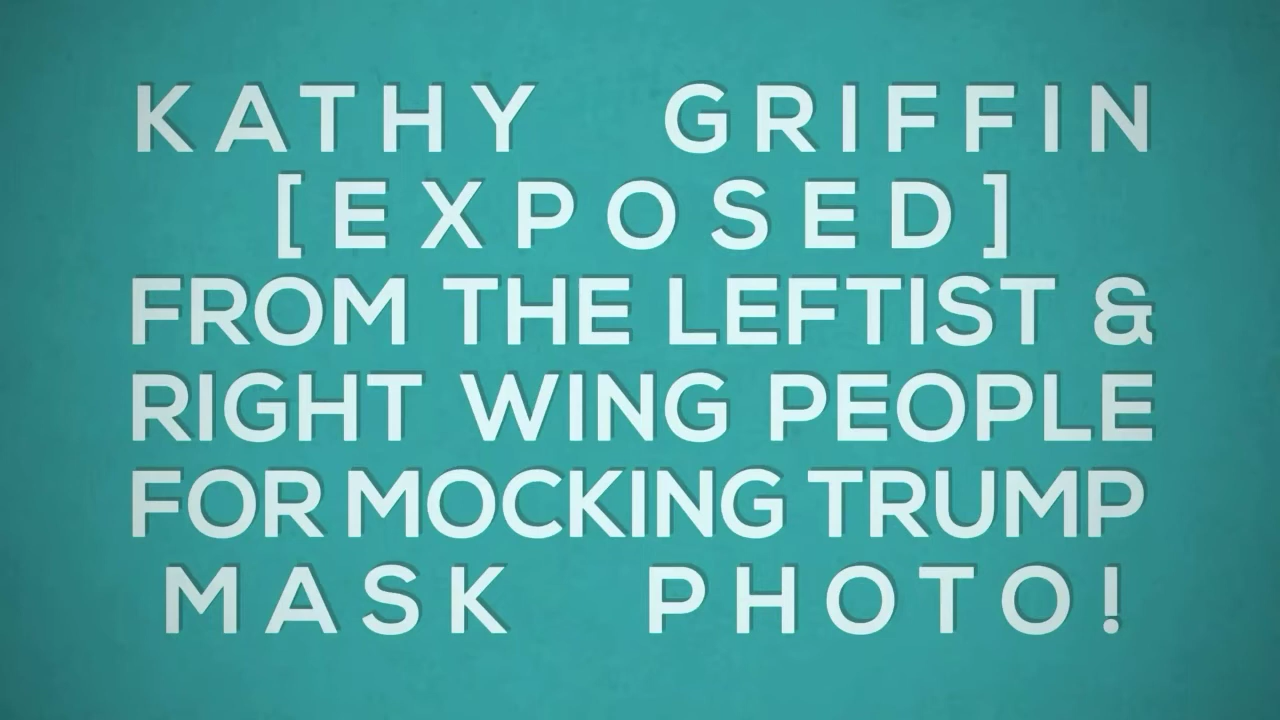 KATHY GRIFFIN
[EXPOSED]
FROM THE LEFTIST &
RIGHT WING PEOPLE
FOR MOCKING TRUMP
MASK PHOTO!